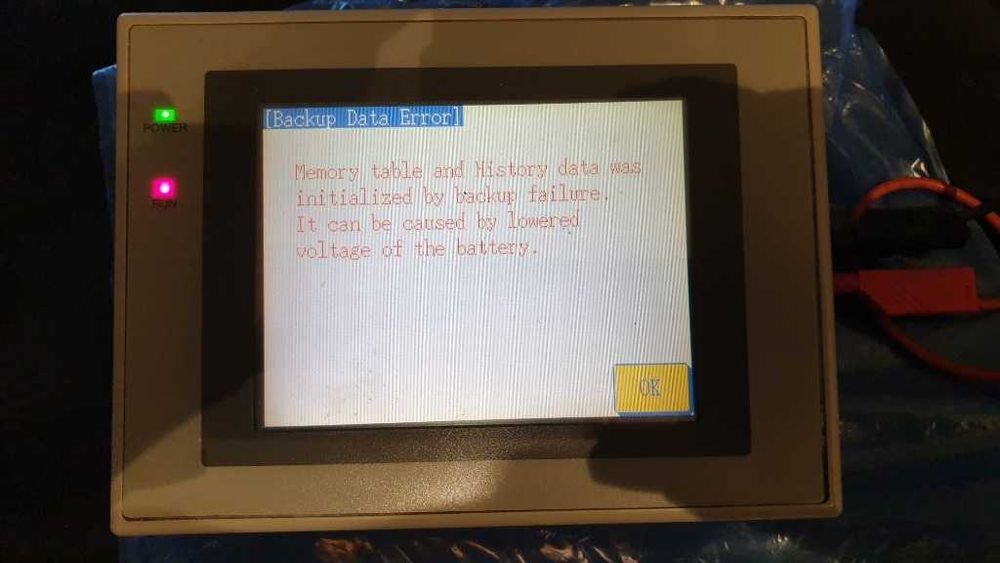 [Backup Data Error]
POWER
Memory table and History data was
RUN
initialized by backup failure.
It can be caused by lowered
voltage of the battery.
OK